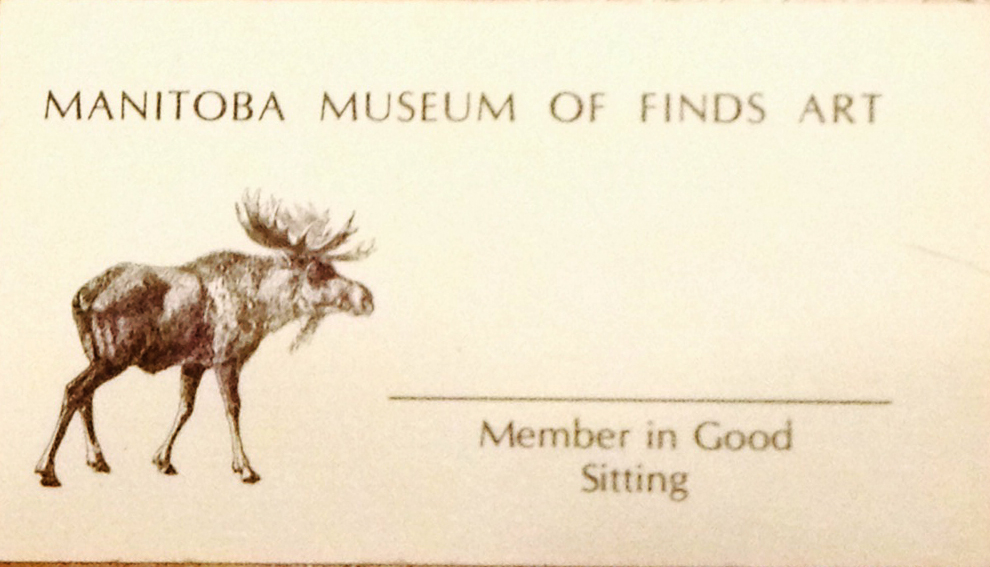 MANITOBA MUSEUM OF FINDS ART
Member in Good
Sitting